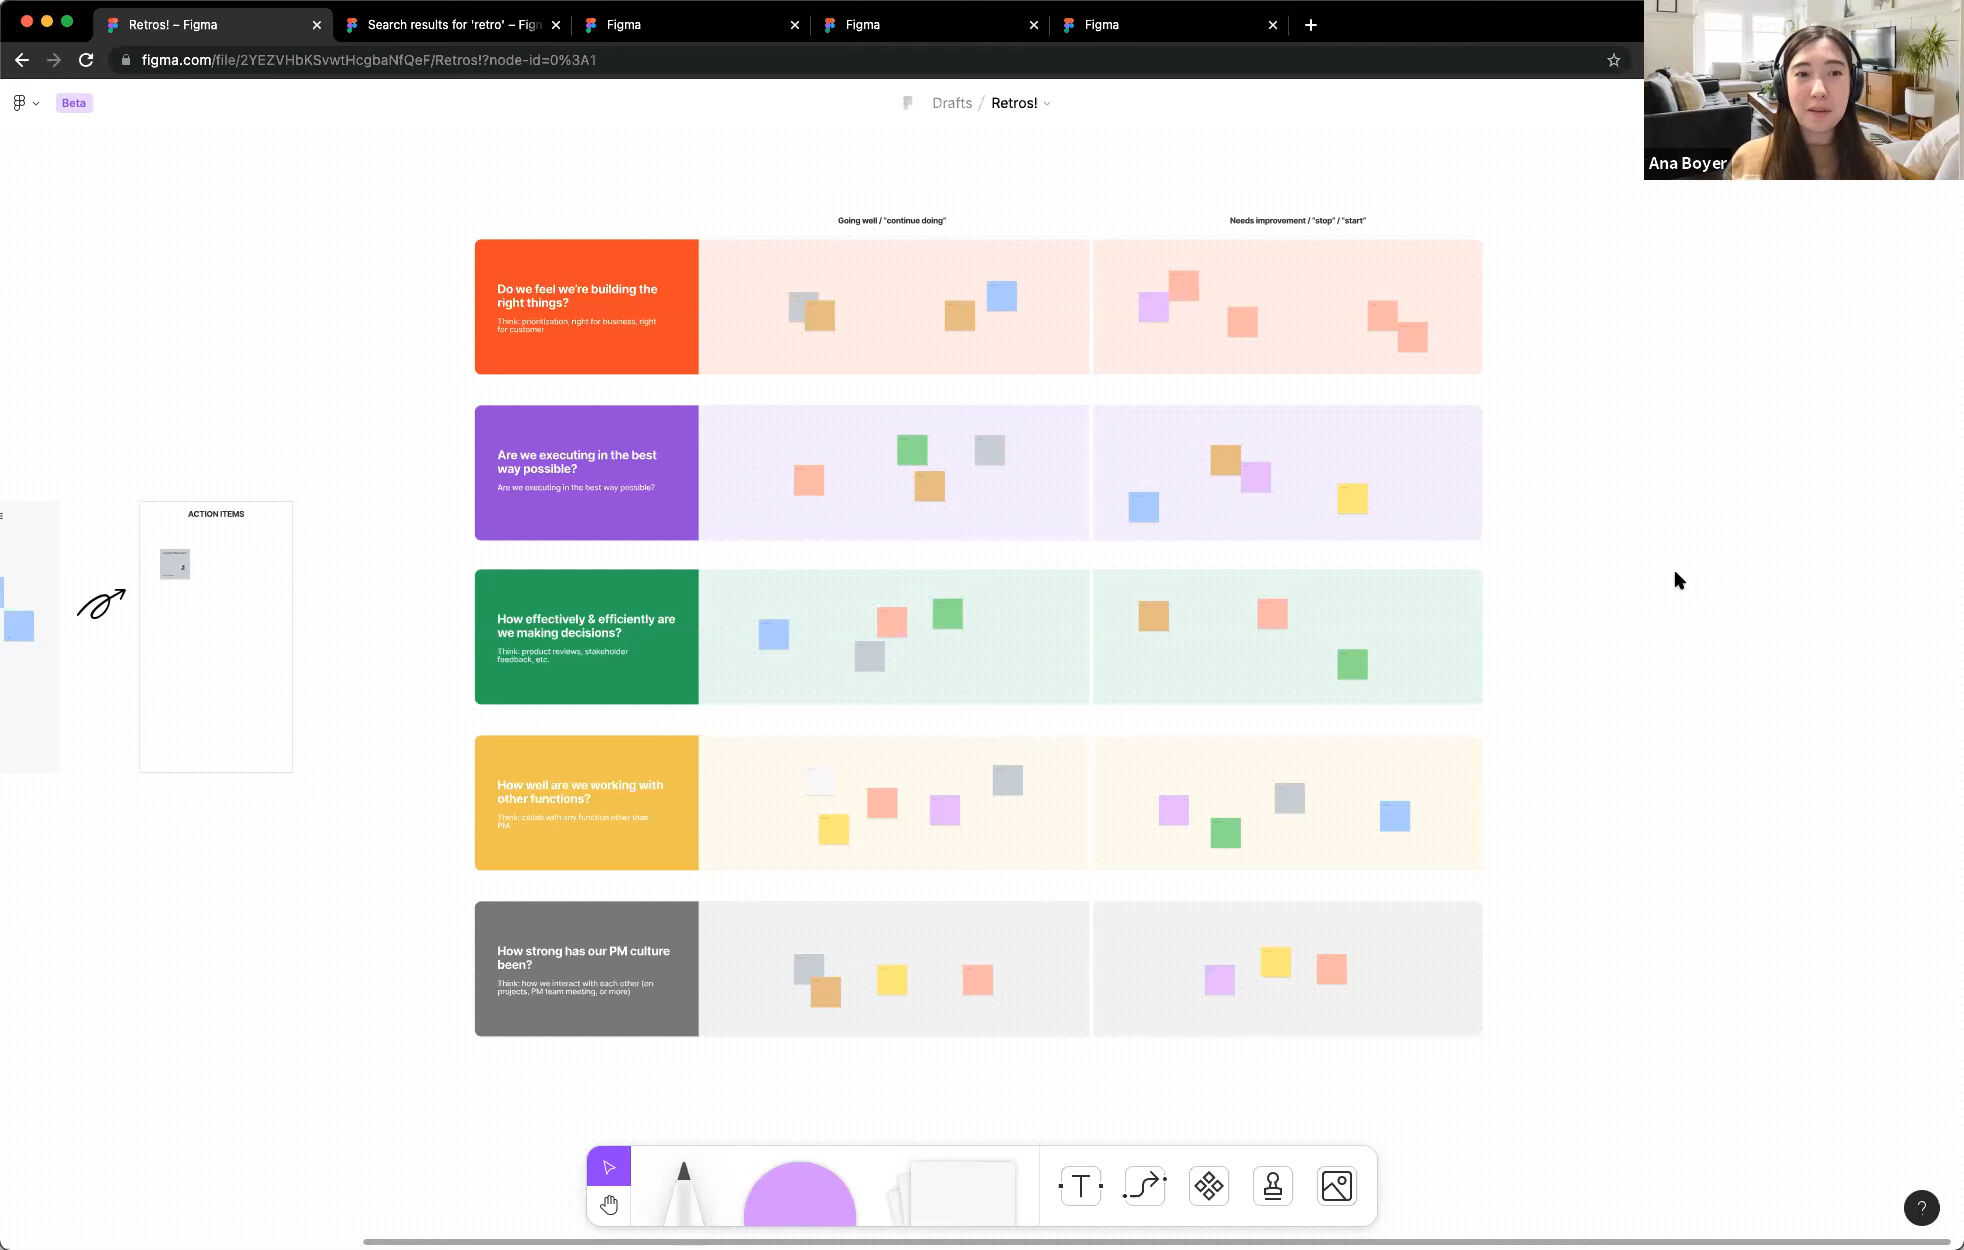 Retros! – Figma
Search results for 'retro' – Figm
Figma
Figma
Figma
figma.com/file/2YEZVHbKSvwtHcgbaNfQeF/Retros!?node-id=0%3A1
Beta
Drafts / Retros!
Ana Boyer
Going well / "continue doing"
Needs improvement / "stop" / "start"
Do we feel we're building the
right things?
Think: prioritization, right for business, right
for customer
Are we executing in the best
way possible?
Are we executing in the best way possible?
ACTION ITEMS
How effectively & efficiently are
we making decisions?
Think: product reviews, stakeholder
feedback, etc.
How well are we working with
other functions?
Think: collab with any function other than
PM
How strong has our PM culture
been?
Think: how we interact with each other (on
projects, PM team meeting, or more)
T
?